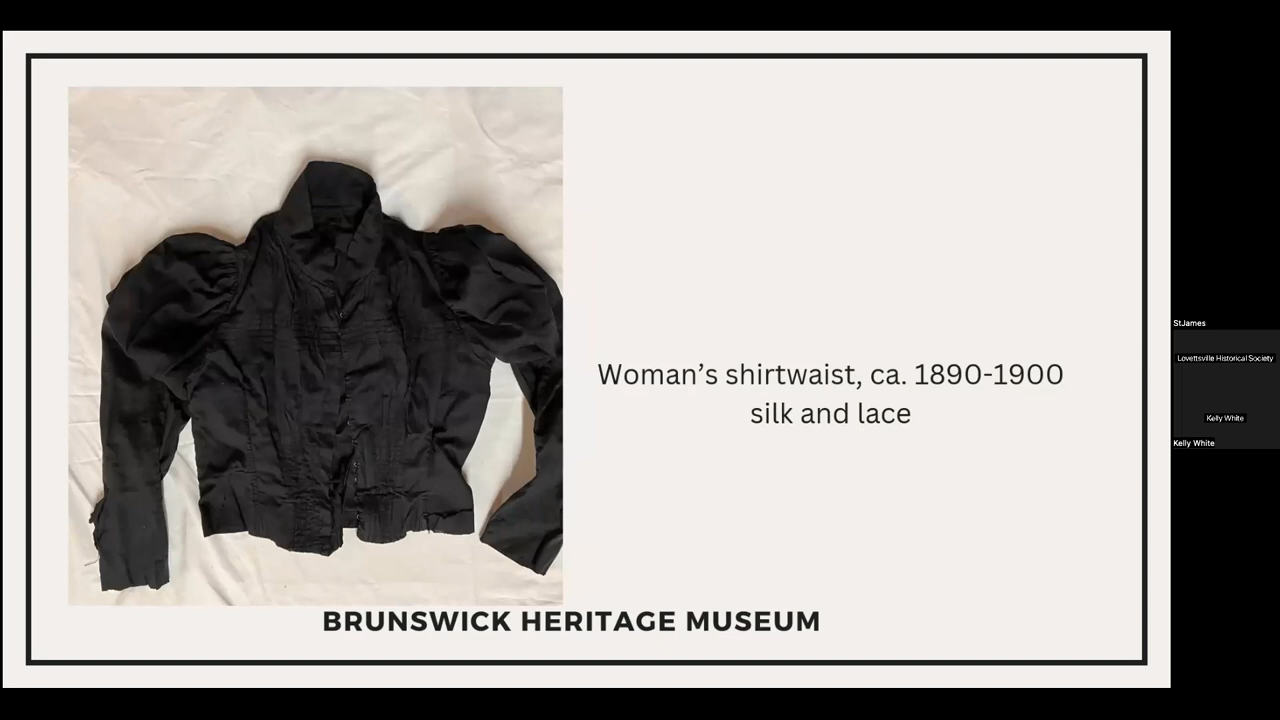 Woman's shirtwaist, ca. 1890-1900
silk and lace
BRUNSWICK HERITAGE MUSEUM
StJames
Lovettsville Historical Society
Kelly White
Kelly White